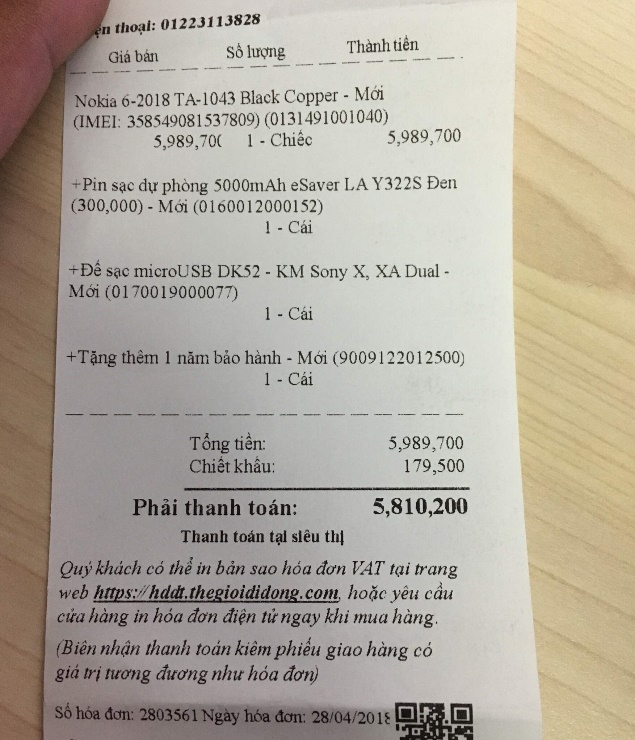 ện thoại: 01223113828
Giá bán Số lượng Thành tiền
Nokia 6-2018 TA-1043 Black Copper - Mới
(IMEI: 358549081537809) (0131491001040)
5,989,70( 1 - Chiếc 5,989,700
+Pin sạc dự phòng 5000mAh eSaver LA Y322S Đen
(300,000) - Mới (0160012000152)
1 - Cái
+Đế sạc microUSB DK52 - KM Sony X, XA Dual -
Mới (0170019000077)
1 - Cái
+Tặng thêm 1 năm bảo hành - Mới (9009122012500)
1 - Cái
Tổng tiền: 5,989,700
Chiết khấu: 179,500
Phải thanh toán: 5,810,200
Thanh toán tại siêu thị
Quý khách có thể in bản sao hóa đơn VAT tại trang
web https://hddt.thegioididong.com, hoặc yêu cầu
cửa hàng in hóa đơn điện tử ngay khi mua hàng.
(Biên nhận thanh toán kiêm phiếu giao hàng có
giá trị tương đương như hóa đơn)
Số hóa đơn: 2803561 Ngày hóa đơn: 28/04/2018